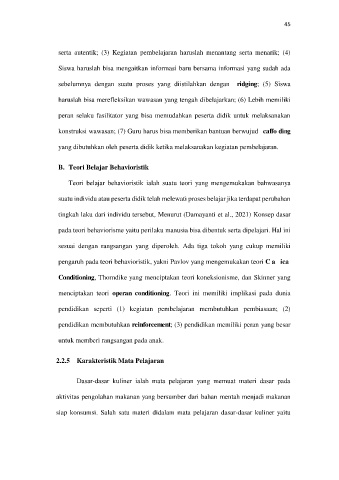 45
serta autentik; (3) Kegiatan pembelajaran haruslah menantang serta menarik; (4)
Siswa haruslah bisa mengaitkan informasi baru bersama informasi yang sudah ada
sebelumnya dengan suatu proses yang diistilahkan dengan ridging; (5) Siswa
haruslah bisa merefleksikan wawasan yang tengah dibelajarkan; (6) Lebih memiliki
peran selaku fasilitator yang bisa memudahkan peserta didik untuk melaksanakan
konstruksi wawasan; (7) Guru harus bisa memberikan bantuan berwujud caffo ding
yang dibutuhkan oleh peserta didik ketika melaksanakan kegiatan pembelajaran.
B. Teori Belajar Behavioristik
Teori belajar behavioristik ialah suatu teori yang mengemukakan bahwasanya
suatu individu atau peserta didik telah melewati proses belajar jika terdapat perubahan
tingkah laku dari individu tersebut, Menurut (Damayanti et al., 2021) Konsep dasar
pada teori behaviorisme yaitu perilaku manusia bisa dibentuk serta dipelajari. Hal ini
sesuai dengan rangsangan yang diperoleh. Ada tiga tokoh yang cukup memiliki
pengaruh pada teori behavioristik, yakni Pavlov yang mengemukakan teori C a ica
Conditioning, Thorndike yang menciptakan teori koneksionisme, dan Skinner yang
menciptakan teori operan conditioning. Teori ini memiliki implikasi pada dunia
pendidikan seperti (1) kegiatan pembelajaran membutuhkan pembiasaan; (2)
pendidikan membutuhkan reinforcement; (3) pendidikan memiliki peran yang besar
untuk memberi rangsangan pada anak.
2.2.5 Karakteristik Mata Pelajaran
Dasar-dasar kuliner ialah mata pelajaran yang memuat materi dasar pada
aktivitas pengolahan makanan yang bersumber dari bahan mentah menjadi makanan
siap konsumsi. Salah satu materi didalam mata pelajaran dasar-dasar kuliner yaitu